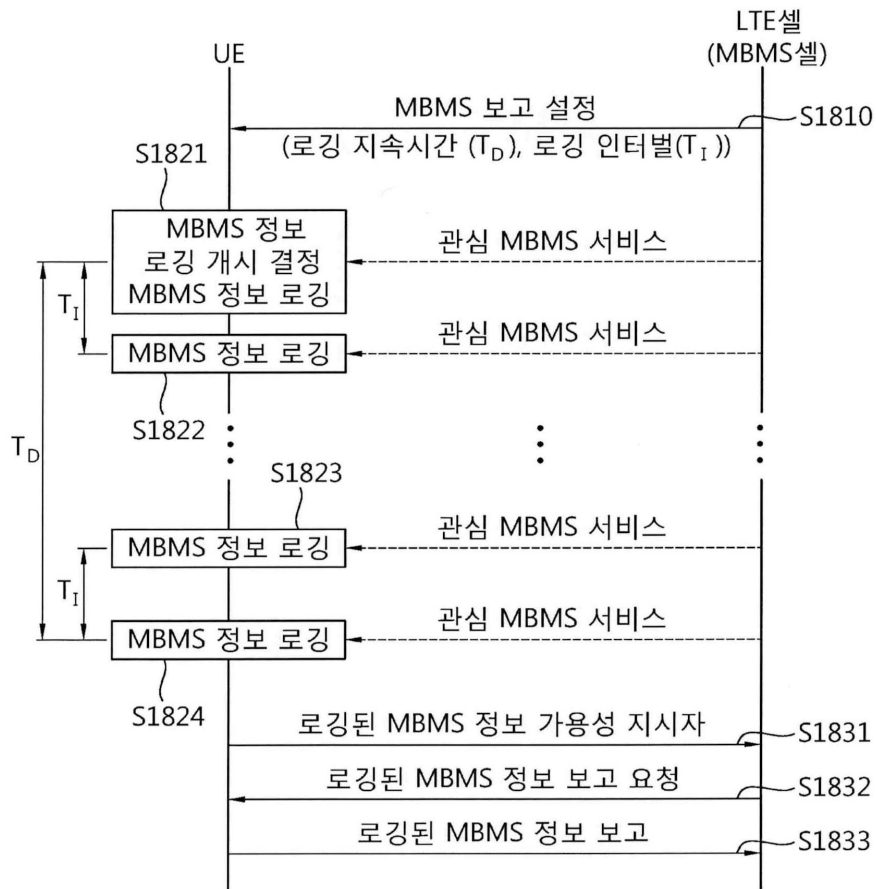 UE
LTE셀
(MBMS셀)
MBMS 보고 설정
S1810
(로깅 지속시간 (T_D), 로깅 인터벌(T_I))
S1821
MBMS 정보
로깅 개시 결정
MBMS 정보 로깅
관심 MBMS 서비스
T_I
MBMS 정보 로깅
관심 MBMS 서비스
S1822
T_D
S1823
MBMS 정보 로깅
관심 MBMS 서비스
T_I
MBMS 정보 로깅
관심 MBMS 서비스
S1824
로깅된 MBMS 정보 가용성 지시자
S1831
로깅된 MBMS 정보 보고 요청
S1832
로깅된 MBMS 정보 보고
S1833